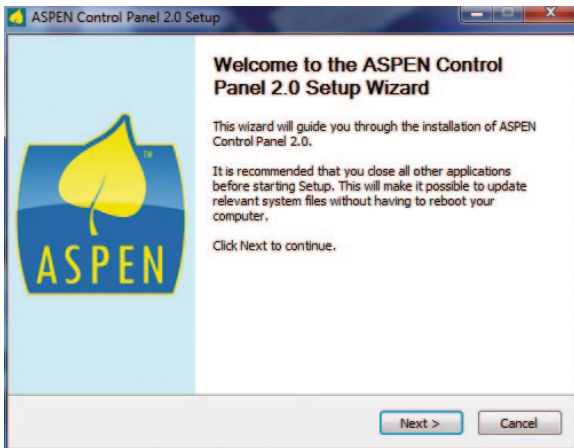 ASPEN Control Panel 2.0 Setup
Welcome to the ASPEN Control
Panel 2.0 Setup Wizard
This wizard will guide you through the installation of ASPEN
Control Panel 2.0.
It is recommended that you close all other applications
before starting Setup. This will make it possible to update
relevant system files without having to reboot your
computer.
Click Next to continue.
TM
ASPEN
Next >
Cancel